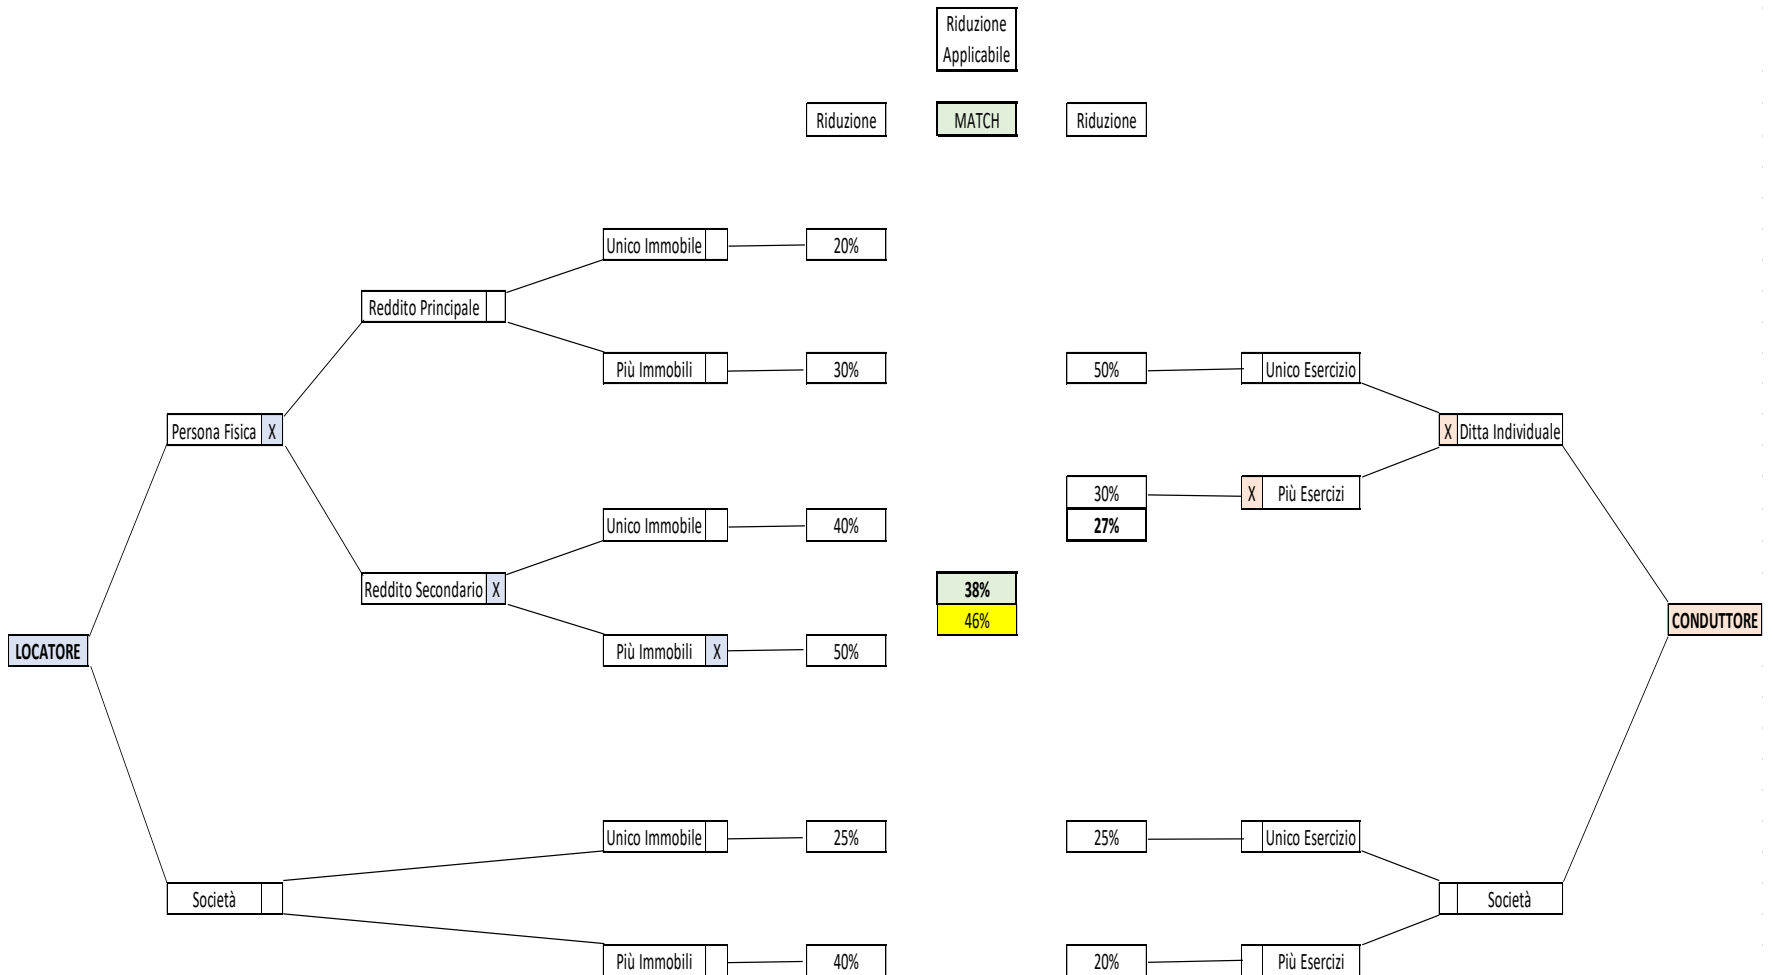 Riduzione
Applicabile
Riduzione MATCH Riduzione
Unico Immobile 20%
Reddito Principale
Più Immobili 30% 50% Unico Esercizio
Persona Fisica X X Ditta Individuale
30% X Più Esercizi
Unico Immobile 40% 27%
Reddito Secondario X 38%
46% CONDUTTORE
LOCATORE Più Immobili X 50%
Unico Immobile 25% 25% Unico Esercizio
Società Società
Più Immobili 40% 20% Più Esercizi